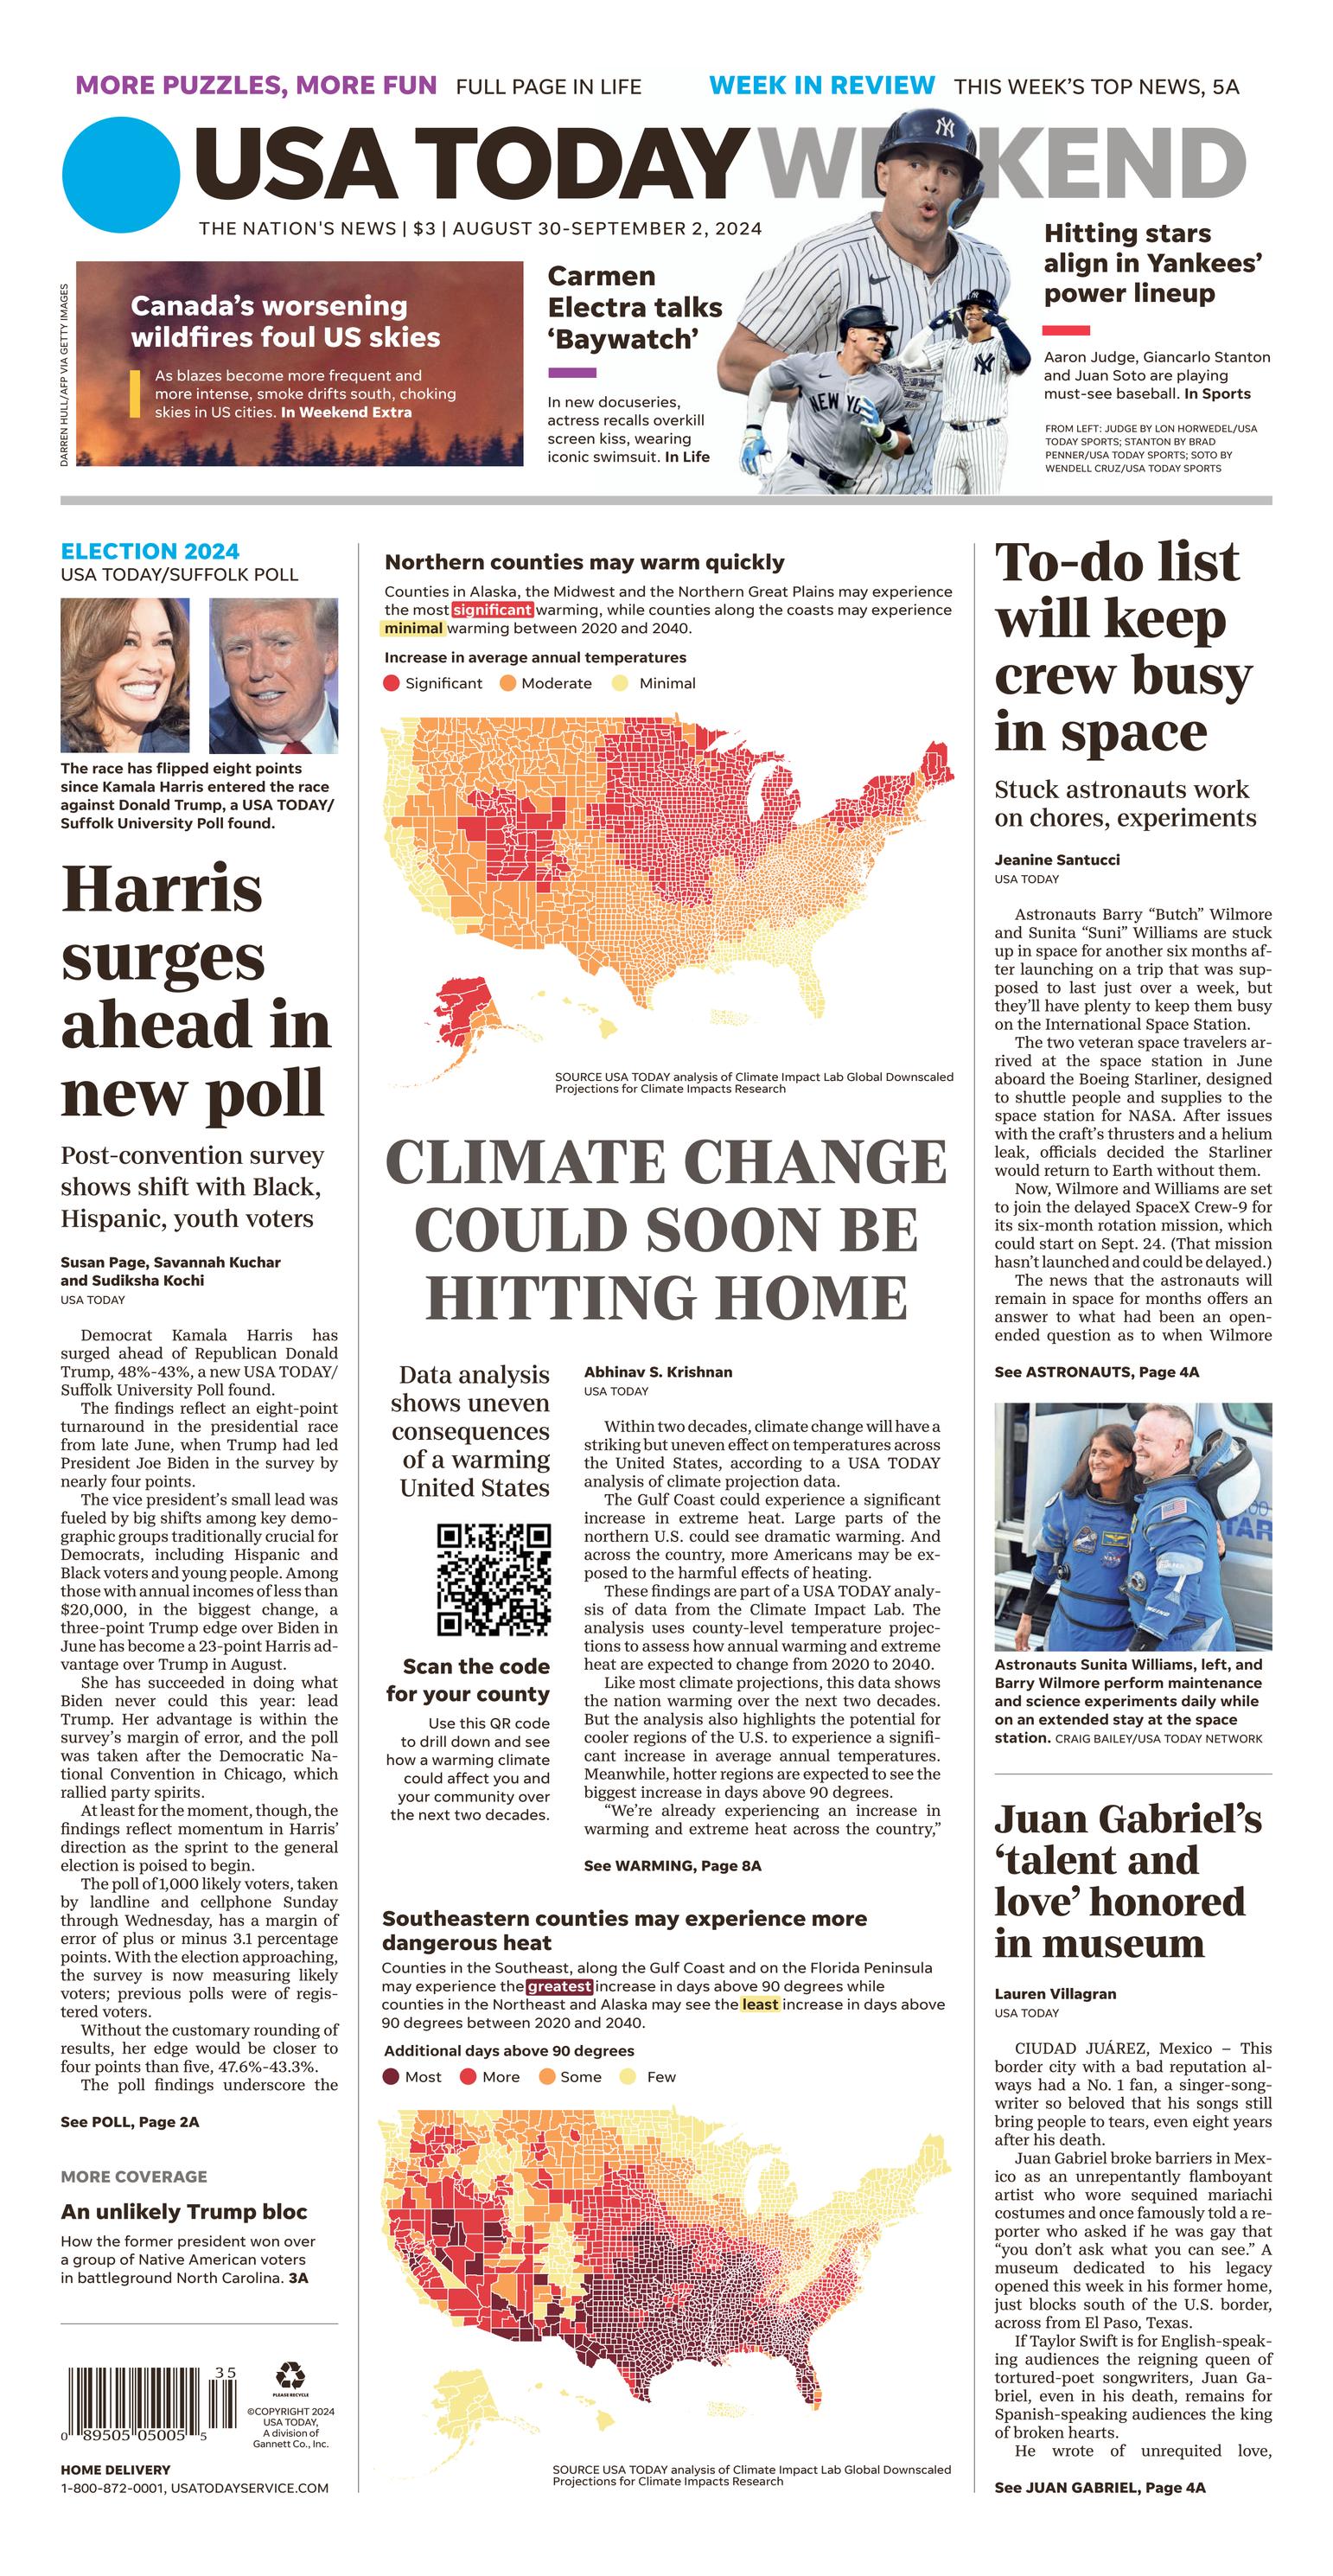 MORE PUZZLES, MORE FUN FULL PAGE IN LIFE
WEEK IN REVIEW THIS WEEK'S TOP NEWS, 5A
USA TODAY WEEKEND
THE NATION'S NEWS | $3 | AUGUST 30-SEPTEMBER 2, 2024
DARREN HULL/AFP VIA GETTY IMAGES
Canada's worsening
wildfires foul US skies
As blazes become more frequent and
more intense, smoke drifts south, choking
skies in US cities. In Weekend Extra
Carmen
Electra talks
'Baywatch'
In new docuseries,
actress recalls overkill
screen kiss, wearing
iconic swimsuit. In Life
NEW YO
Hitting stars
align in Yankees'
power lineup
Aaron Judge, Giancarlo Stanton
and Juan Soto are playing
must-see baseball. In Sports
FROM LEFT: JUDGE BY LON HORWEDEL/USA
TODAY SPORTS; STANTON BY BRAD
PENNER/USA TODAY SPORTS; SOTO BY
WENDELL CRUZ/USA TODAY SPORTS
ELECTION 2024
USA TODAY/SUFFOLK POLL
The race has flipped eight points
since Kamala Harris entered the race
against Donald Trump, a USA TODAY/
Suffolk University Poll found.
Harris
surges
ahead in
new poll
Post-convention survey
shows shift with Black,
Hispanic, youth voters
Susan Page, Savannah Kuchar
and Sudiksha Kochi
USA TODAY
Democrat Kamala Harris has
surged ahead of Republican Donald
Trump, 48%-43%, a new USA TODAY/
Suffolk University Poll found.
The findings reflect an eight-point
turnaround in the presidential race
from late June, when Trump had led
President Joe Biden in the survey by
nearly four points.
The vice president's small lead was
fueled by big shifts among key demo-
graphic groups traditionally crucial for
Democrats, including Hispanic and
Black voters and young people. Among
those with annual incomes of less than
$20,000, in the biggest change, a
three-point Trump edge over Biden in
June has become a 23-point Harris ad-
vantage over Trump in August.
She has succeeded in doing what
Biden never could this year: lead
Trump. Her advantage is within the
survey's margin of error, and the poll
was taken after the Democratic Na-
tional Convention in Chicago, which
rallied party spirits.
At least for the moment, though, the
findings reflect momentum in Harris'
direction as the sprint to the general
election is poised to begin.
The poll of 1,000 likely voters, taken
by landline and cellphone Sunday
through Wednesday, has a margin of
error of plus or minus 3.1 percentage
points. With the election approaching,
the survey is now measuring likely
voters; previous polls were of regis-
tered voters.
Without the customary rounding of
results, her edge would be closer to
four points than five, 47.6%-43.3%.
The poll findings underscore the
See POLL, Page 2A
MORE COVERAGE
An unlikely Trump bloc
How the former president won over
a group of Native American voters
in battleground North Carolina. 3A
35
0 89505 05005 5
PLEASE RECYCLE
©COPYRIGHT 2024
USA TODAY,
A division of
Gannett Co., Inc.
HOME DELIVERY
1-800-872-0001, USATODAYSERVICE.COM
Northern counties may warm quickly
Counties in Alaska, the Midwest and the Northern Great Plains may experience
the most significant warming, while counties along the coasts may experience
minimal warming between 2020 and 2040.
Increase in average annual temperatures
Significant Moderate Minimal
SOURCE USA TODAY analysis of Climate Impact Lab Global Downscaled
Projections for Climate Impacts Research
CLIMATE CHANGE
COULD SOON BE
HITTING HOME
Data analysis
shows uneven
consequences
of a warming
United States
Scan the code
for your county
Use this QR code
to drill down and see
how a warming climate
could affect you and
your community over
the next two decades.
Abhinav S. Krishnan
USA TODAY
Within two decades, climate change will have a
striking but uneven effect on temperatures across
the United States, according to a USA TODAY
analysis of climate projection data.
The Gulf Coast could experience a significant
increase in extreme heat. Large parts of the
northern U.S. could see dramatic warming. And
across the country, more Americans may be ex-
posed to the harmful effects of heating.
These findings are part of a USA TODAY analy-
sis of data from the Climate Impact Lab. The
analysis uses county-level temperature projec-
tions to assess how annual warming and extreme
heat are expected to change from 2020 to 2040.
Like most climate projections, this data shows
the nation warming over the next two decades.
But the analysis also highlights the potential for
cooler regions of the U.S. to experience a signifi-
cant increase in average annual temperatures.
Meanwhile, hotter regions are expected to see the
biggest increase in days above 90 degrees.
"We're already experiencing an increase in
warming and extreme heat across the country,"
See WARMING, Page 8A
Southeastern counties may experience more
dangerous heat
Counties in the Southeast, along the Gulf Coast and on the Florida Peninsula
may experience the greatest increase in days above 90 degrees while
counties in the Northeast and Alaska may see the least increase in days above
90 degrees between 2020 and 2040.
Additional days above 90 degrees
Most More Some Few
SOURCE USA TODAY analysis of Climate Impact Lab Global Downscaled
Projections for Climate Impacts Research
To-do list
will keep
crew busy
in space
Stuck astronauts work
on chores, experiments
Jeanine Santucci
USA TODAY
Astronauts Barry "Butch" Wilmore
and Sunita "Suni" Williams are stuck
up in space for another six months af-
ter launching on a trip that was sup-
posed to last just over a week, but
they'll have plenty to keep them busy
on the International Space Station.
The two veteran space travelers ar-
rived at the space station in June
aboard the Boeing Starliner, designed
to shuttle people and supplies to the
space station for NASA. After issues
with the craft's thrusters and a helium
leak, officials decided the Starliner
would return to Earth without them.
Now, Wilmore and Williams are set
to join the delayed SpaceX Crew-9 for
its six-month rotation mission, which
could start on Sept. 24. (That mission
hasn't launched and could be delayed.)
The news that the astronauts will
remain in space for months offers an
answer to what had been an open-
ended question as to when Wilmore
See ASTRONAUTS, Page 4A
Astronauts Sunita Williams, left, and
Barry Wilmore perform maintenance
and science experiments daily while
on an extended stay at the space
station. CRAIG BAILEY/USA TODAY NETWORK
Juan Gabriel's
'talent and
love' honored
in museum
Lauren Villagran
USA TODAY
CIUDAD JUÁREZ, Mexico – This
border city with a bad reputation al-
ways had a No. 1 fan, a singer-song-
writer so beloved that his songs still
bring people to tears, even eight years
after his death.
Juan Gabriel broke barriers in Mex-
ico as an unrepentantly flamboyant
artist who wore sequined mariachi
costumes and once famously told a re-
porter who asked if he was gay that
"you don't ask what you can see." A
museum dedicated to his legacy
opened this week in his former home,
just blocks south of the U.S. border,
across from El Paso, Texas.
If Taylor Swift is for English-speak-
ing audiences the reigning queen of
tortured-poet songwriters, Juan Ga-
briel, even in his death, remains for
Spanish-speaking audiences the king
of broken hearts.
He wrote of unrequited love,
See JUAN GABRIEL, Page 4A